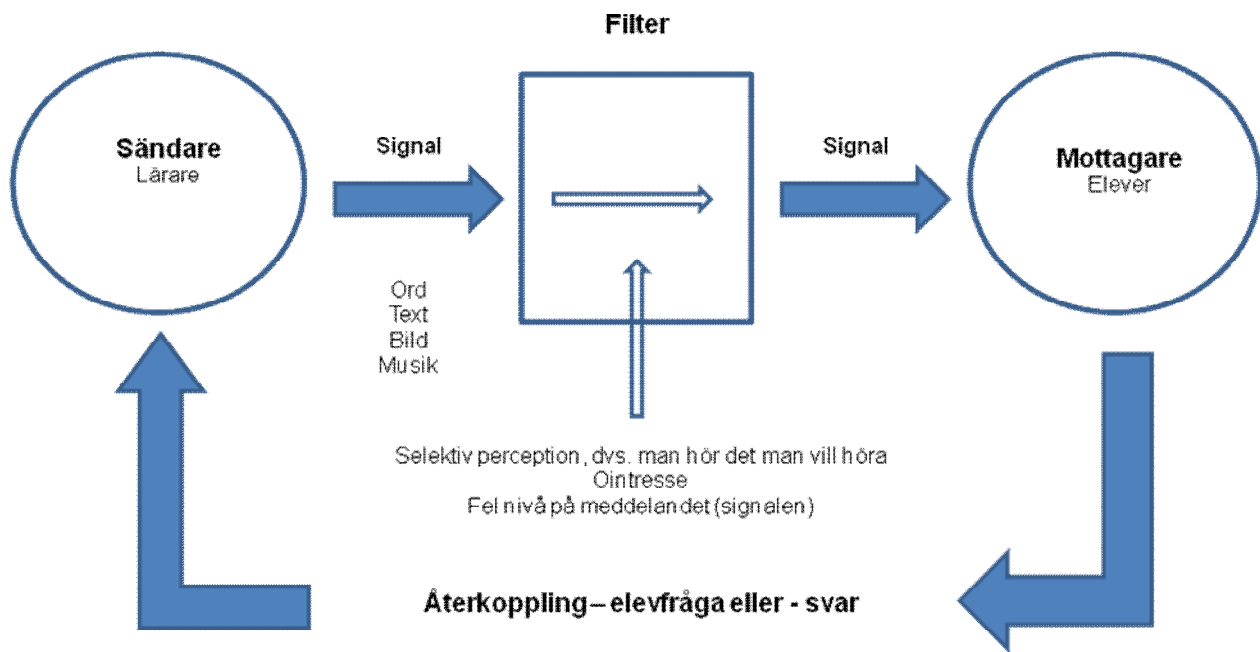 Filter
Sändare
Lärare
Signal
Signal
Mottagare
Elever
Ord
Text
Bild
Musik
Selektiv perception, dvs. man hör det man vill höra
Ointresse
Fel nivå på meddelandet (signalen)
Återkoppling – elevfråga eller - svar